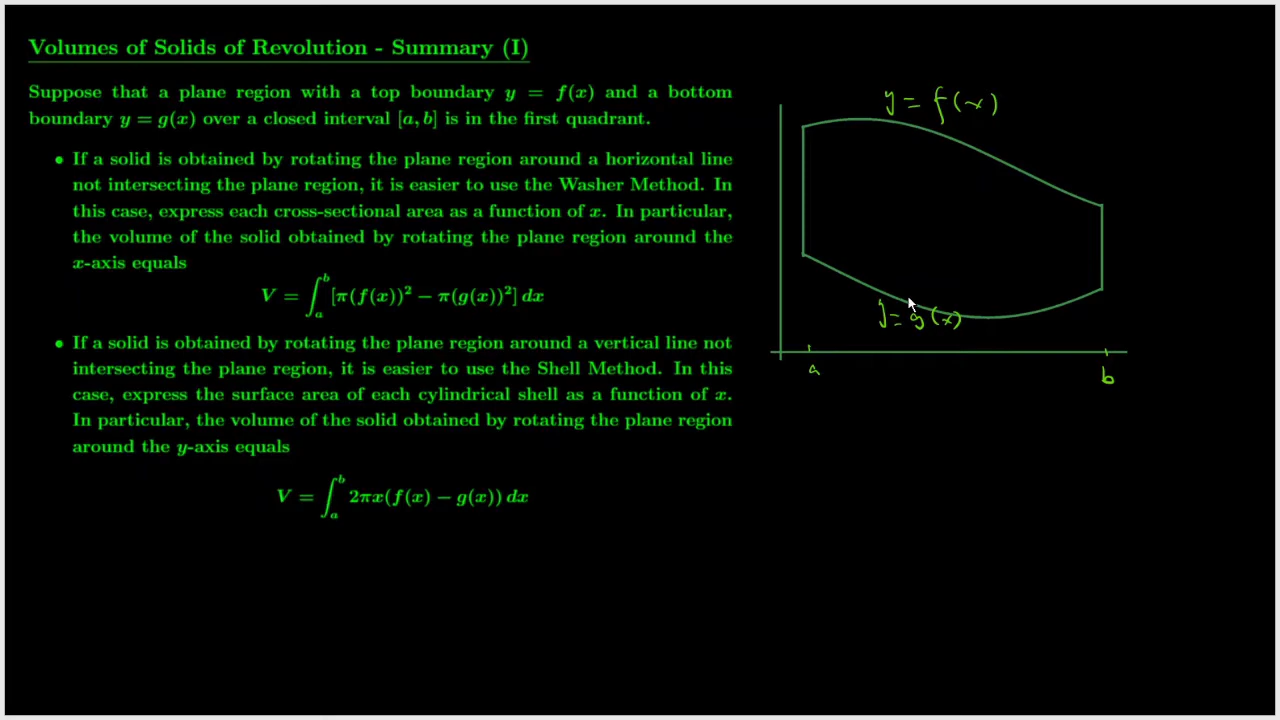 Volumes of Solids of Revolution - Summary (I)
Suppose that a plane region with a top boundary y = f(x) and a bottom
boundary y = g(x) over a closed interval [a, b] is in the first quadrant.
• If a solid is obtained by rotating the plane region around a horizontal line
not intersecting the plane region, it is easier to use the Washer Method. In
this case, express each cross-sectional area as a function of x. In particular,
the volume of the solid obtained by rotating the plane region around the
x-axis equals
V = ∫_a^b [π(f(x))² − π(g(x))²] dx
• If a solid is obtained by rotating the plane region around a vertical line not
intersecting the plane region, it is easier to use the Shell Method. In this
case, express the surface area of each cylindrical shell as a function of x.
In particular, the volume of the solid obtained by rotating the plane region
around the y-axis equals
V = ∫_a^b 2πx(f(x) − g(x)) dx
y = f(x)
y = g(x)
a
b